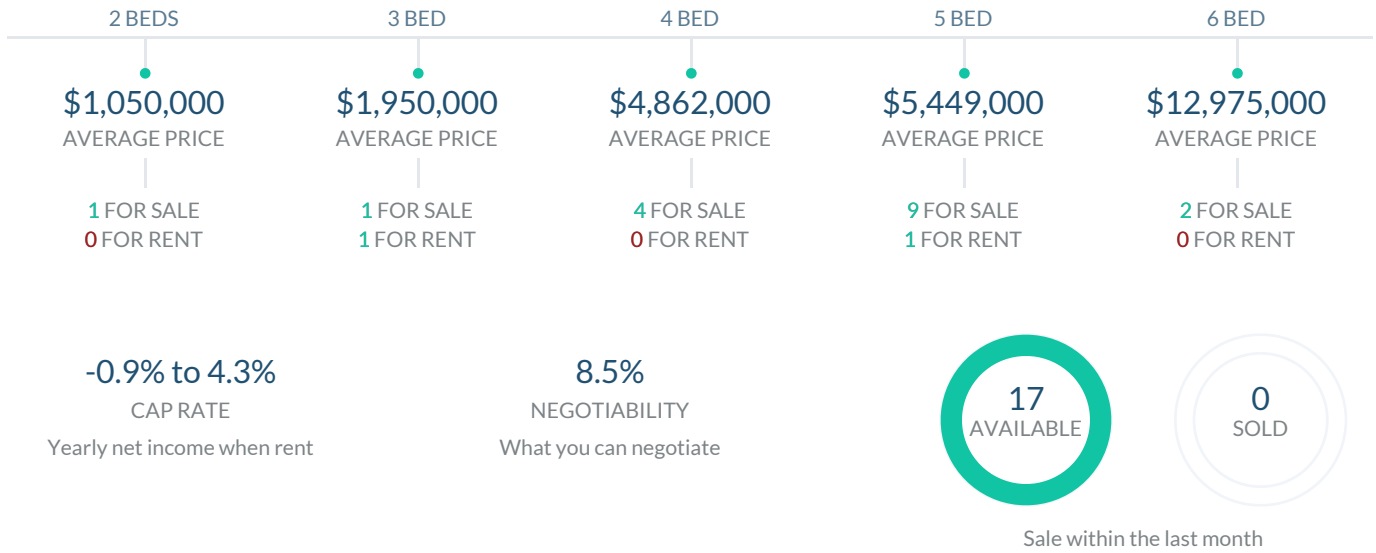 2 BEDS
3 BED
4 BED
5 BED
6 BED
$1,050,000
AVERAGE PRICE
$1,950,000
AVERAGE PRICE
$4,862,000
AVERAGE PRICE
$5,449,000
AVERAGE PRICE
$12,975,000
AVERAGE PRICE
1 FOR SALE
0 FOR RENT
1 FOR SALE
1 FOR RENT
4 FOR SALE
0 FOR RENT
9 FOR SALE
1 FOR RENT
2 FOR SALE
0 FOR RENT
-0.9% to 4.3%
CAP RATE
Yearly net income when rent
8.5%
NEGOTIABILITY
What you can negotiate
17
AVAILABLE
0
SOLD
Sale within the last month